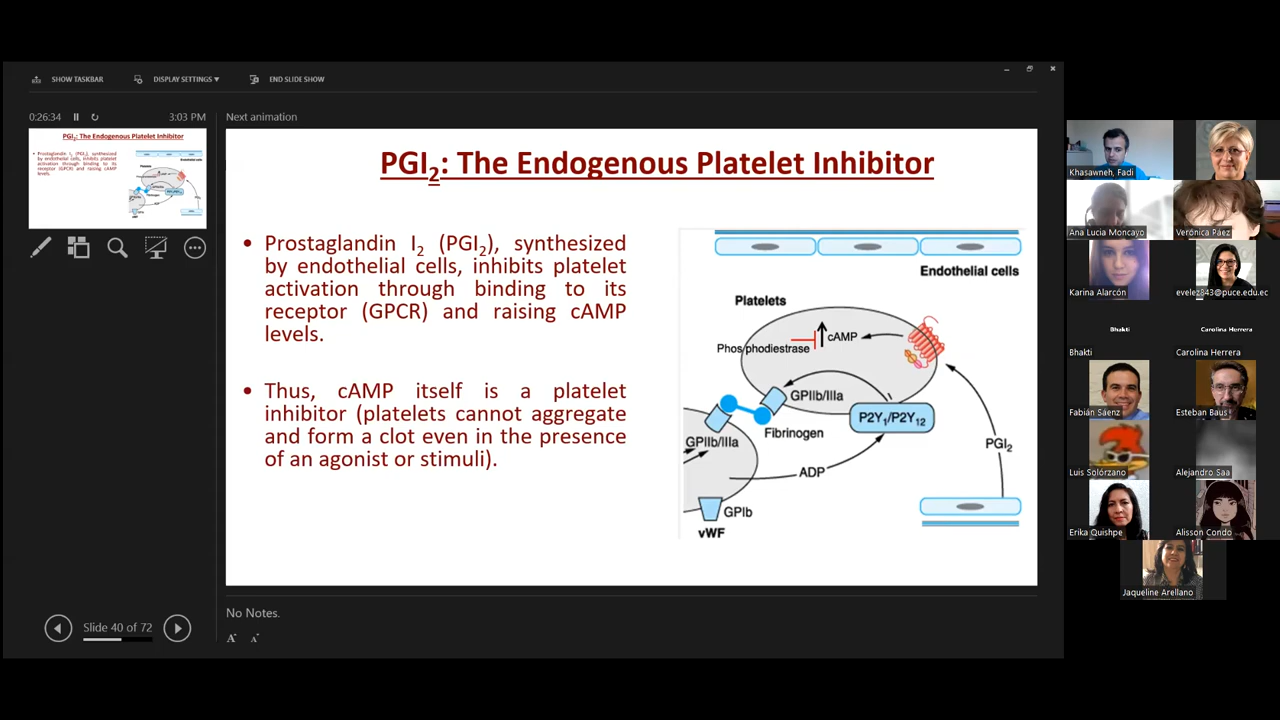 SHOW TASKBAR
DISPLAY SETTINGS ▾
END SLIDE SHOW
0:26:34
3:03 PM
Next animation
PGI2: The Endogenous Platelet Inhibitor
• Prostaglandin I2 (PGI2), synthesized
by endothelial cells, inhibits platelet
activation through binding to its
receptor (GPCR) and raising cAMP
levels.
• Thus, cAMP itself is a platelet
inhibitor (platelets cannot aggregate
and form a clot even in the presence
of an agonist or stimuli).
Endothelial cells
Platelets
cAMP
Phosphodiestrase
GPIIb/IIIa
P2Y1/P2Y12
Fibrinogen
GPIIb/IIIa
PGI2
ADP
GPIb
vWF
No Notes.
A
A
Slide 40 of 72
Khasawneh, Fadi
Ana Lucia Moncayo
Verónica Páez
Karina Alarcón
evelez843@puce.edu.ec
Bhakti
Carolina Herrera
Bhakti
Carolina Herrera
Fabián Sáenz
Esteban Baus
Luis Solórzano
Alejandro Saa
Erika Quishpe
Alisson Condo
Jaqueline Arellano